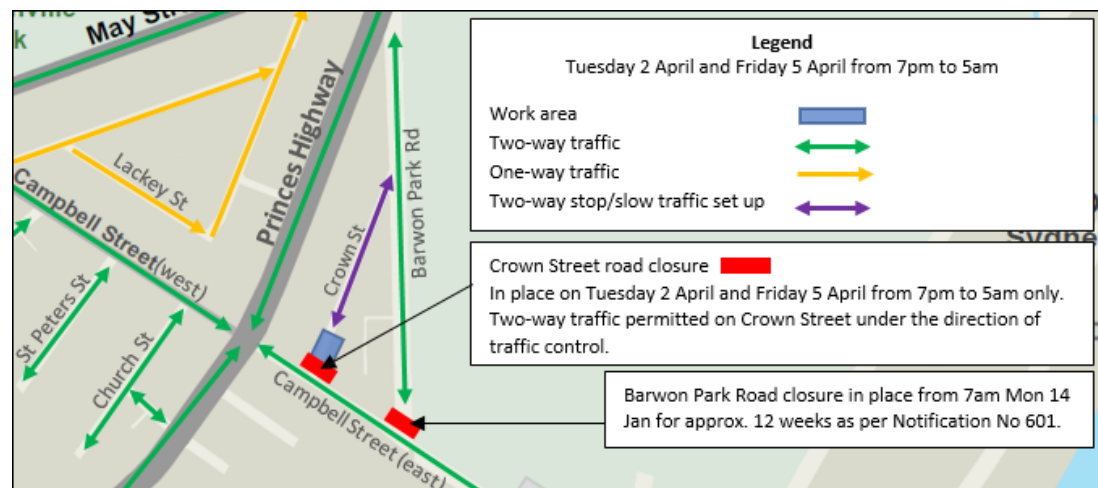 nville
k
May Str
Princes Highway
Barwon Park Rd
Crown St
Lackey St
Campbell Street(west)
St Peters St
Church St
Campbell Street (east)
Legend
Tuesday 2 April and Friday 5 April from 7pm to 5am
Work area
Two-way traffic
One-way traffic
Two-way stop/slow traffic set up
Sydne
Crown Street road closure
In place on Tuesday 2 April and Friday 5 April from 7pm to 5am only.
Two-way traffic permitted on Crown Street under the direction of
traffic control.
Barwon Park Road closure in place from 7am Mon 14
Jan for approx. 12 weeks as per Notification No 601.